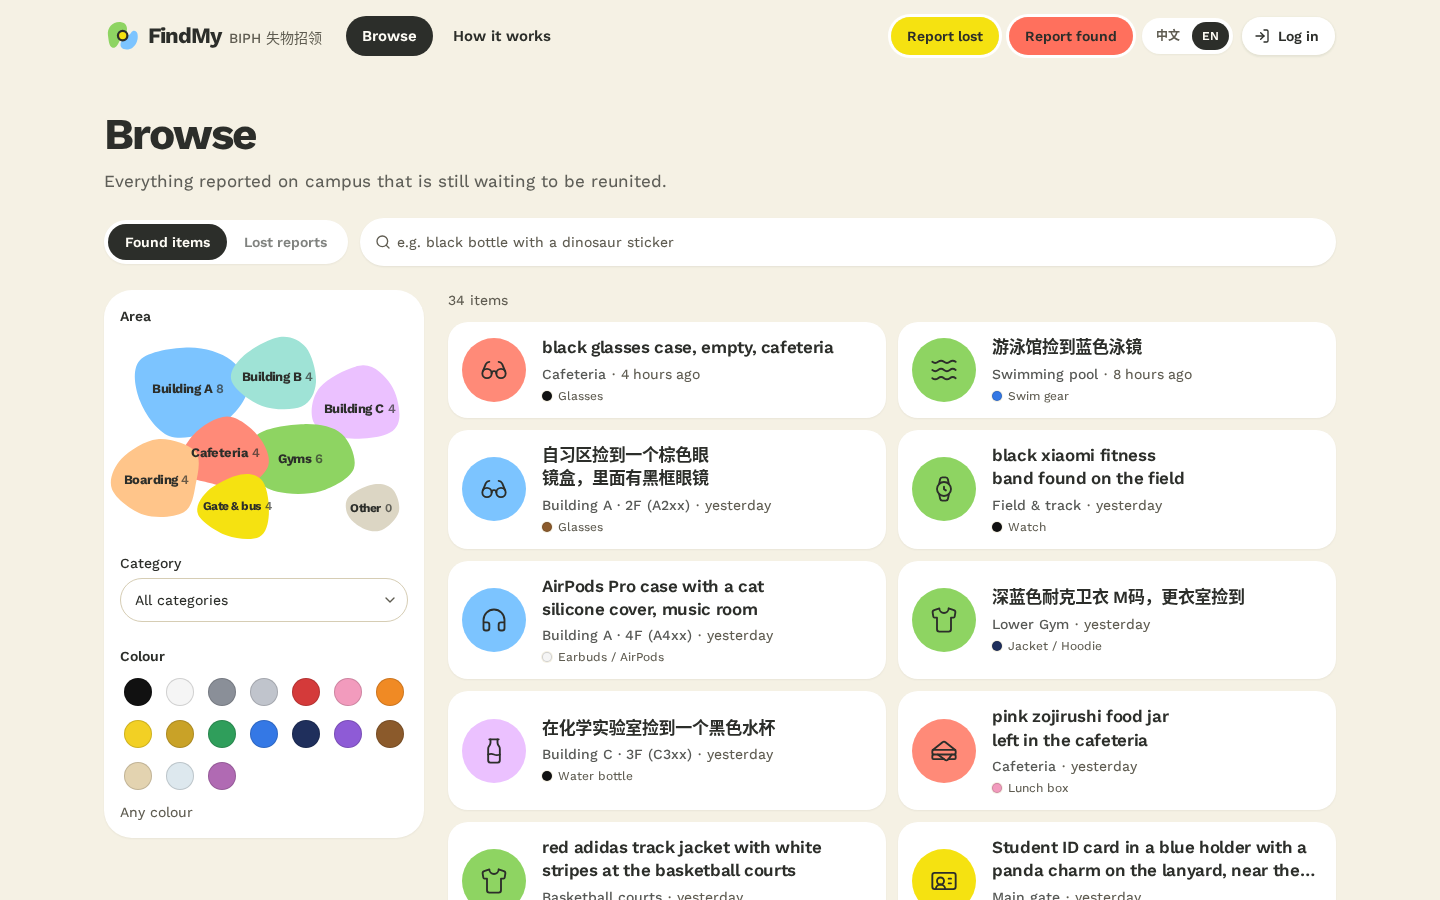 FindMy BIPH 失物招领
Browse
How it works
Report lost
Report found
中文
EN
Log in
Browse
Everything reported on campus that is still waiting to be reunited.
Found items
Lost reports
e.g. black bottle with a dinosaur sticker
Area
Building A 8
Building B 4
Building C 4
Cafeteria 4
Gyms 6
Boarding 4
Gate & bus 4
Other 0
Category
All categories
Colour
Any colour
34 items
black glasses case, empty, cafeteria
Cafeteria · 4 hours ago
Glasses
游泳馆捡到蓝色泳镜
Swimming pool · 8 hours ago
Swim gear
自习区捡到一个棕色眼
镜盒，里面有黑框眼镜
Building A · 2F (A2xx) · yesterday
Glasses
black xiaomi fitness
band found on the field
Field & track · yesterday
Watch
AirPods Pro case with a cat
silicone cover, music room
Building A · 4F (A4xx) · yesterday
Earbuds / AirPods
深蓝色耐克卫衣 M码，更衣室捡到
Lower Gym · yesterday
Jacket / Hoodie
在化学实验室捡到一个黑色水杯
Building C · 3F (C3xx) · yesterday
Water bottle
pink zojirushi food jar
left in the cafeteria
Cafeteria · yesterday
Lunch box
red adidas track jacket with white
stripes at the basketball courts
Basketball courts · yesterday
Student ID card in a blue holder with a
panda charm on the lanyard, near the...
Main gate · yesterday